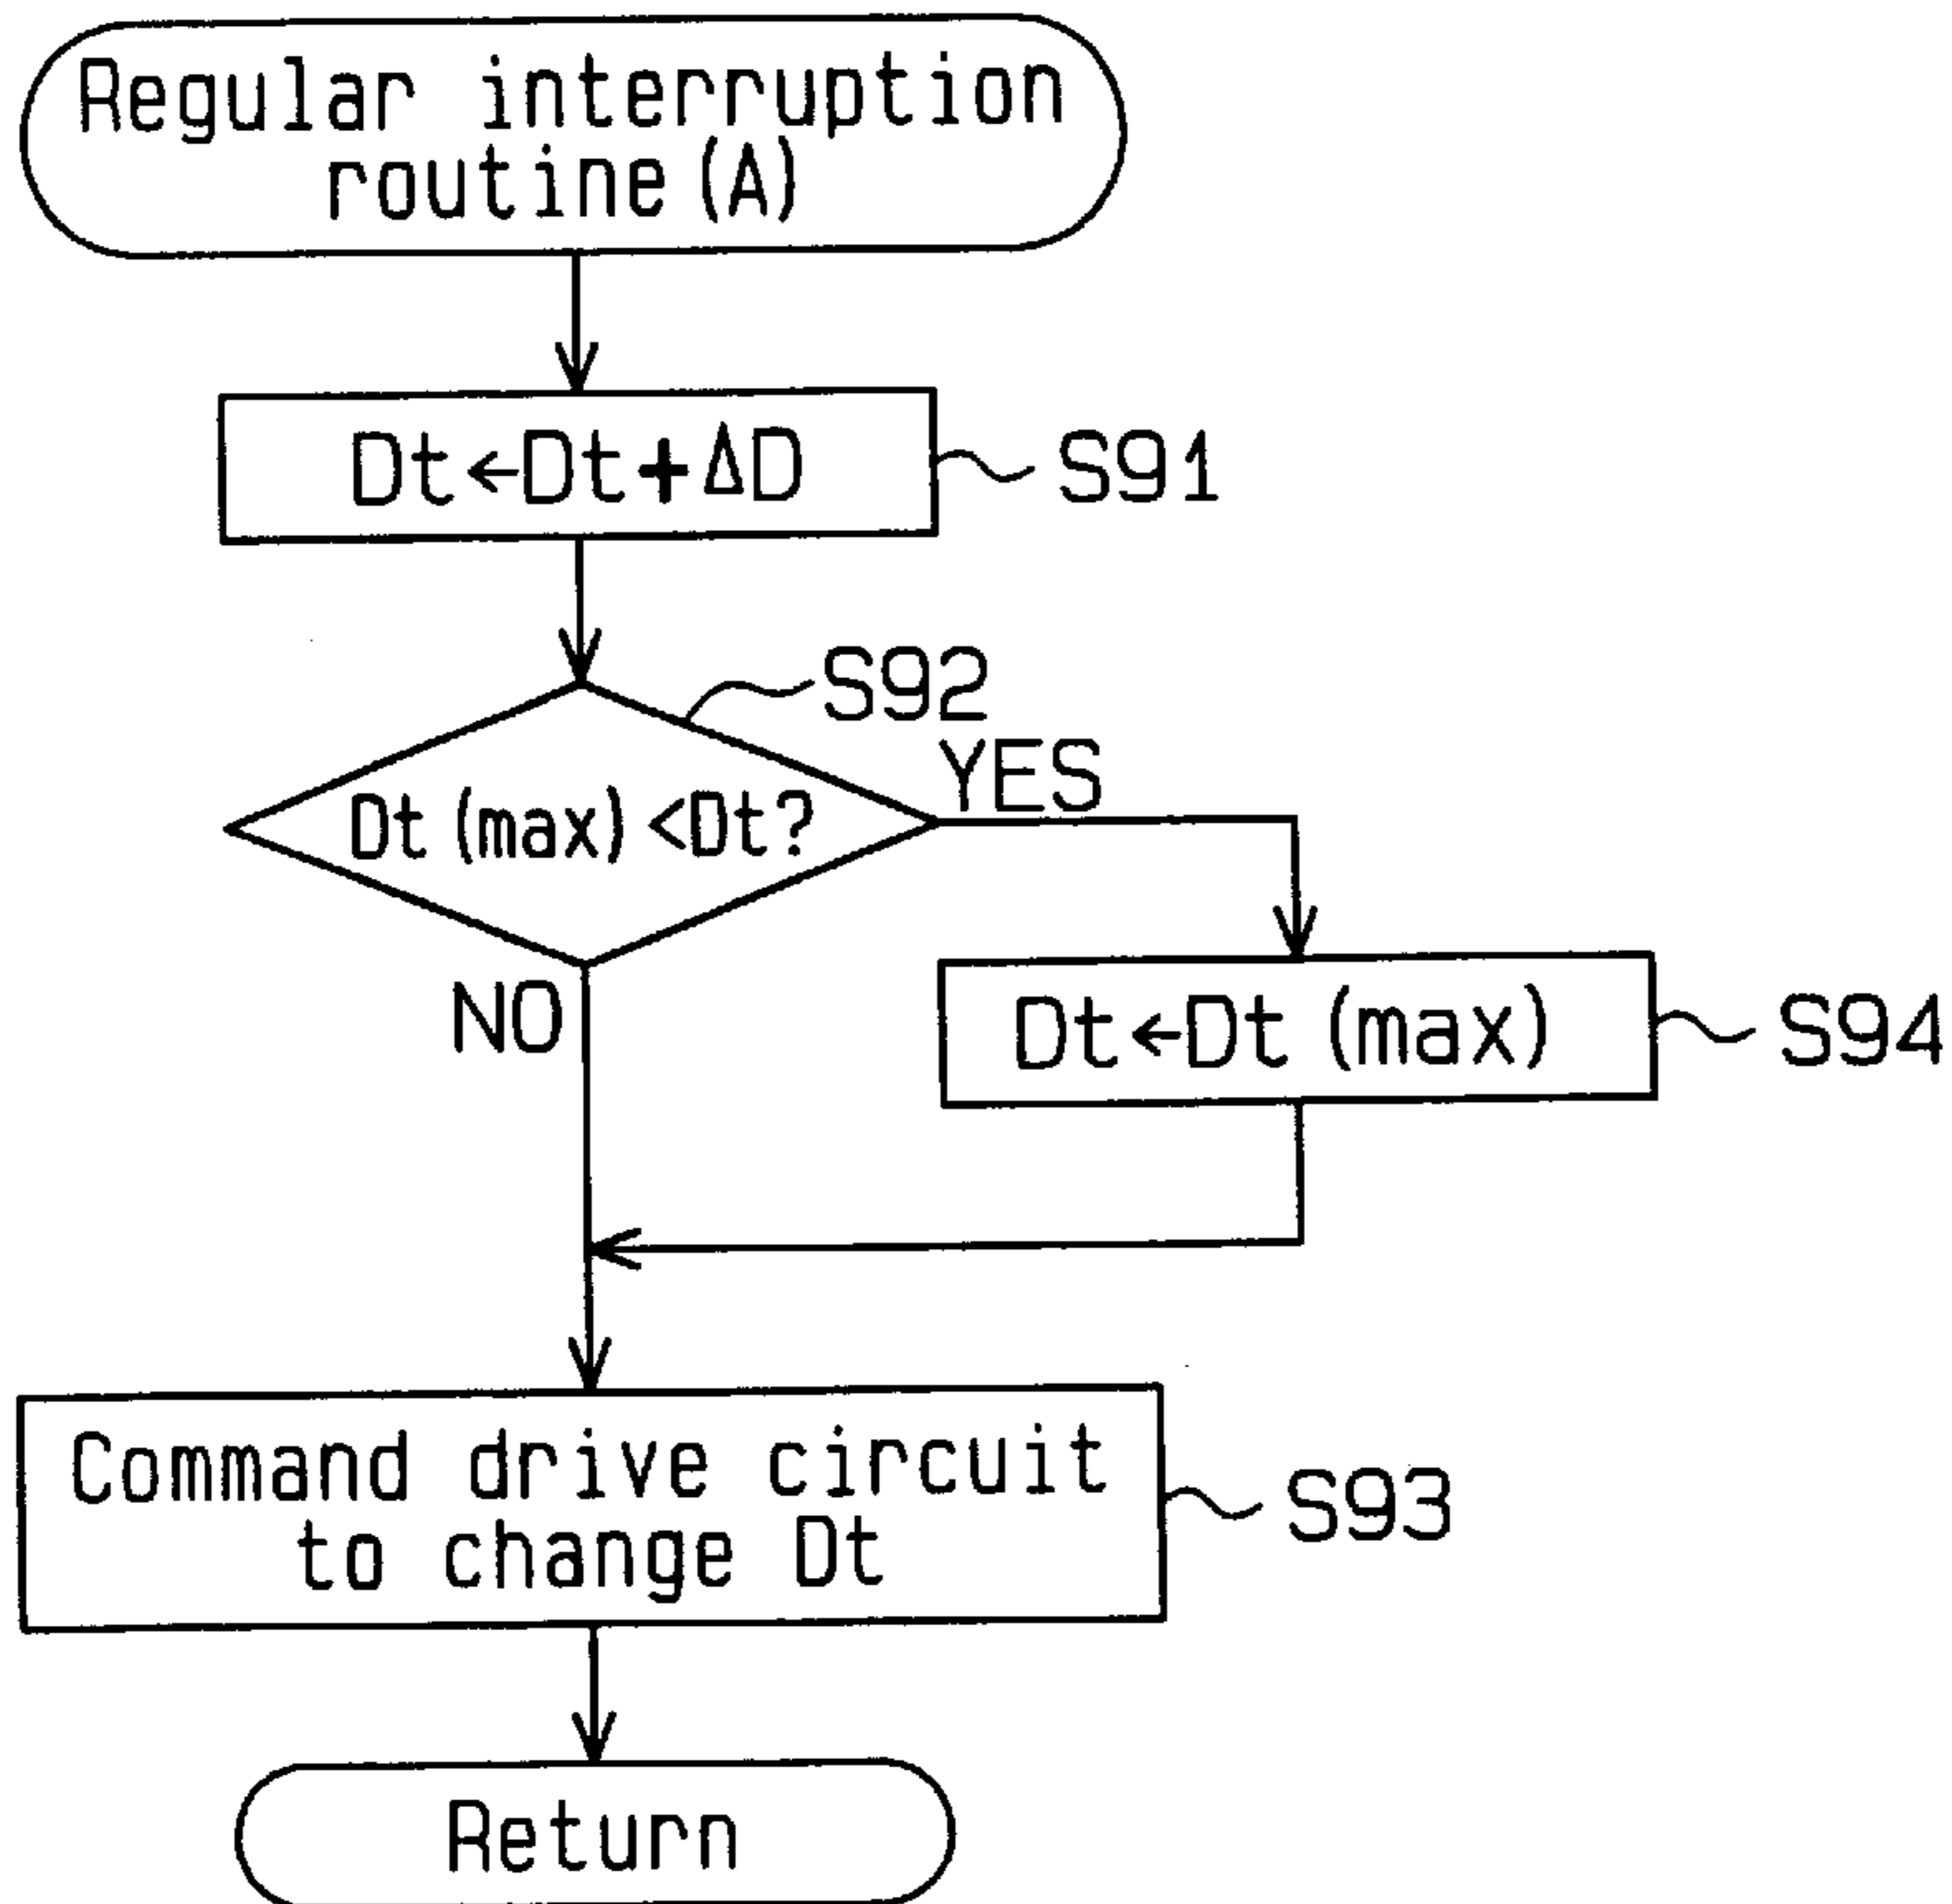 Regular interruption
routine(A)
Dt←Dt+ΔD
S91
S92
YES
Dt(max)<Dt?
NO
Dt←Dt(max)
S94
Command drive circuit
to change Dt
S93
Return